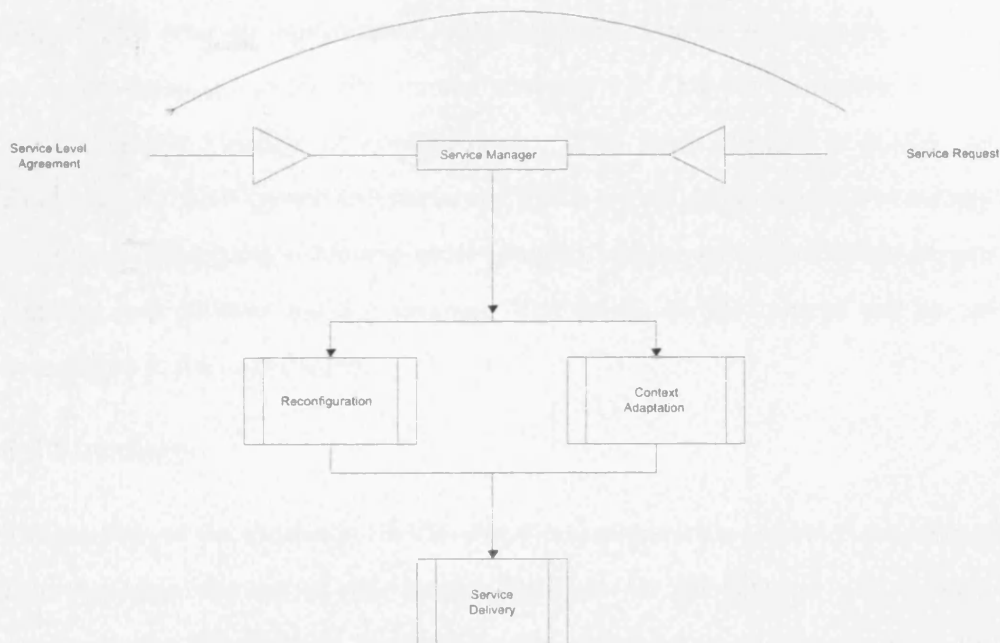 Service Level
Agreement
Service Manager
Service Request
Reconfiguration
Context
Adaptation
Service
Delivery